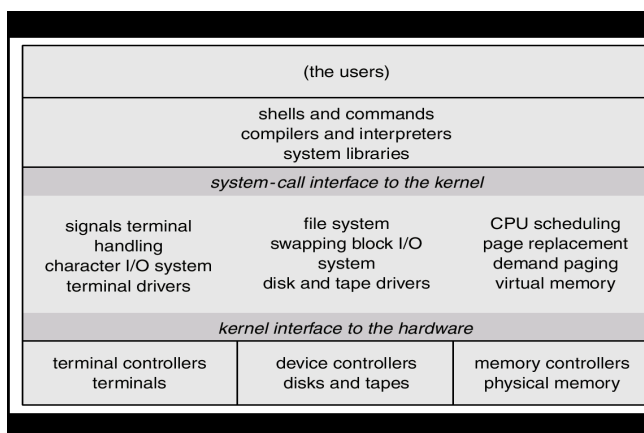 (the users)
shells and commands
compilers and interpreters
system libraries
system-call interface to the kernel
signals terminal
handling
character I/O system
terminal drivers
file system
swapping block I/O
system
disk and tape drivers
CPU scheduling
page replacement
demand paging
virtual memory
kernel interface to the hardware
terminal controllers
terminals
device controllers
disks and tapes
memory controllers
physical memory